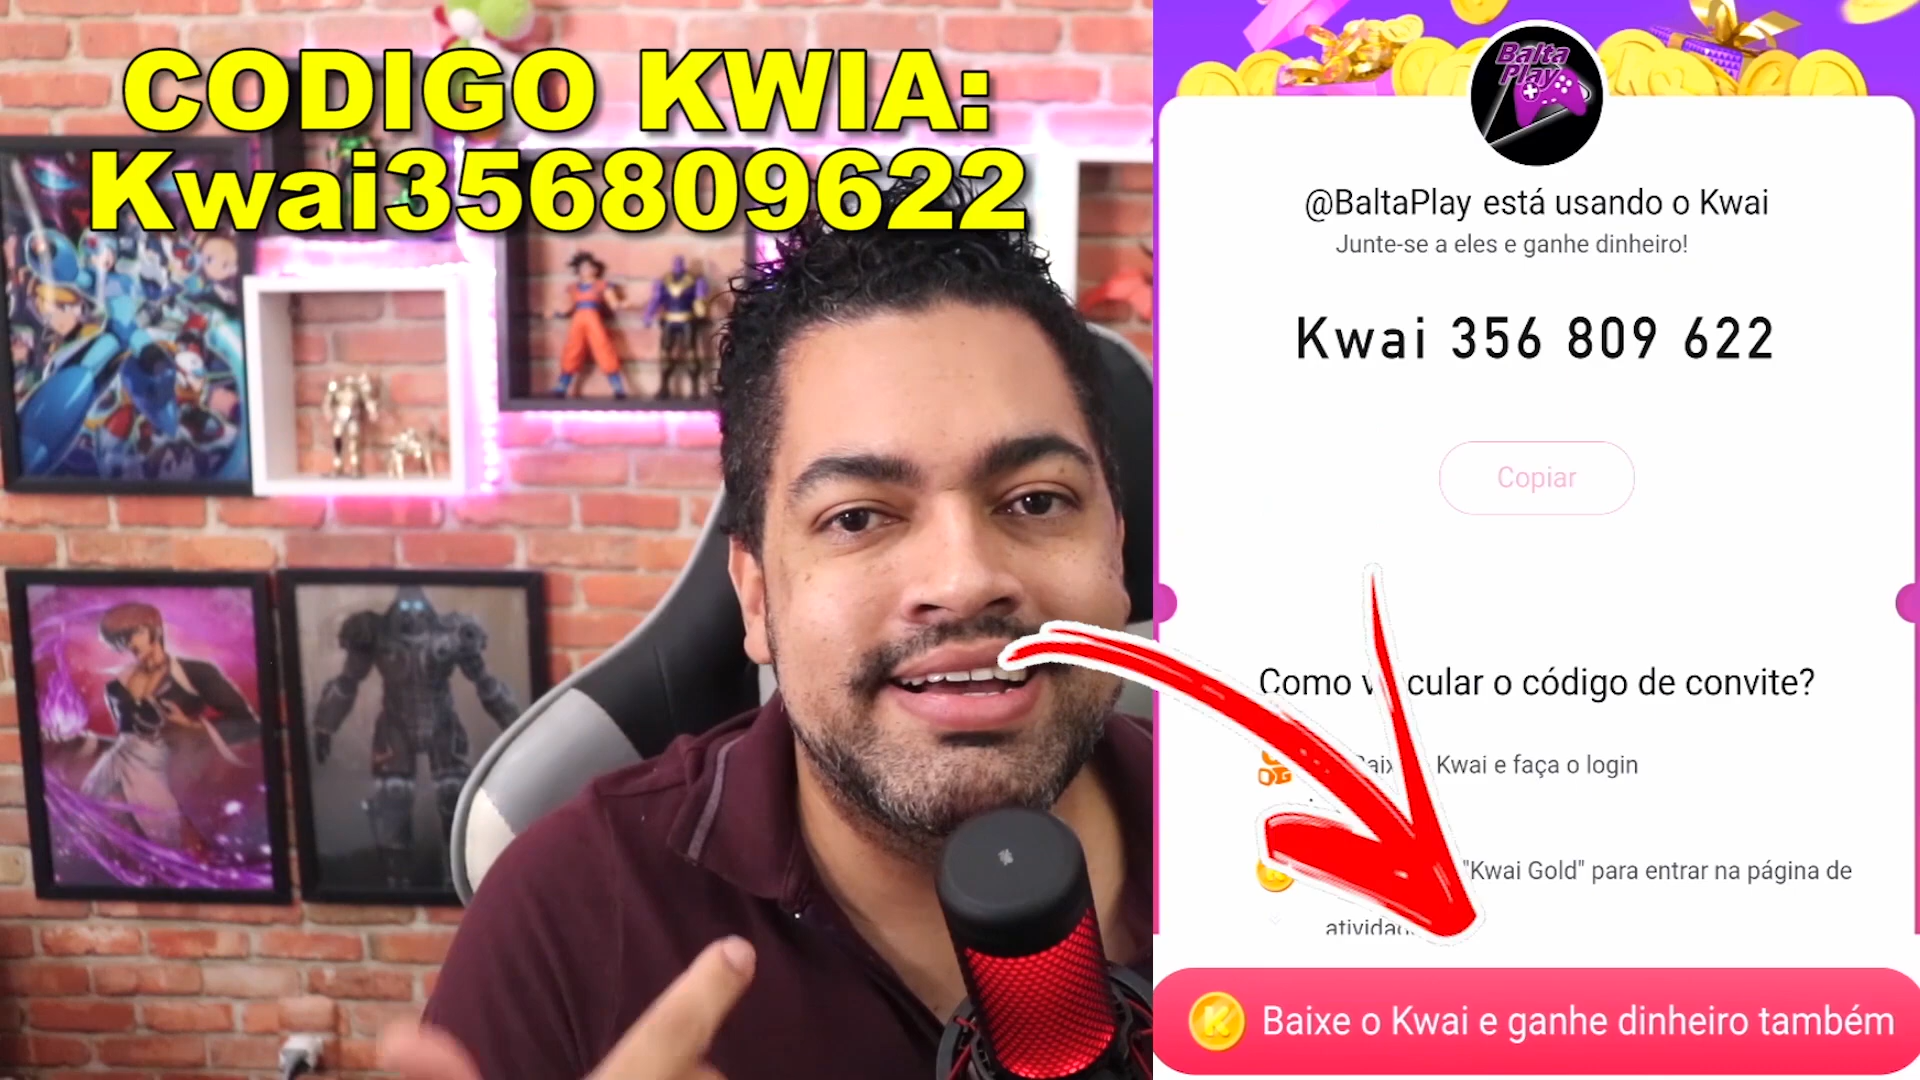 CODIGO KWIA:
Kwai356809622
Balta
Play
@BaltaPlay está usando o Kwai
Junte-se a eles e ganhe dinheiro!
Kwai 356 809 622
Copiar
Como cular o código de convite?
Kwai e faça o login
"Kwai Gold" para entrar na página de
Baixe o Kwai e ganhe dinheiro também